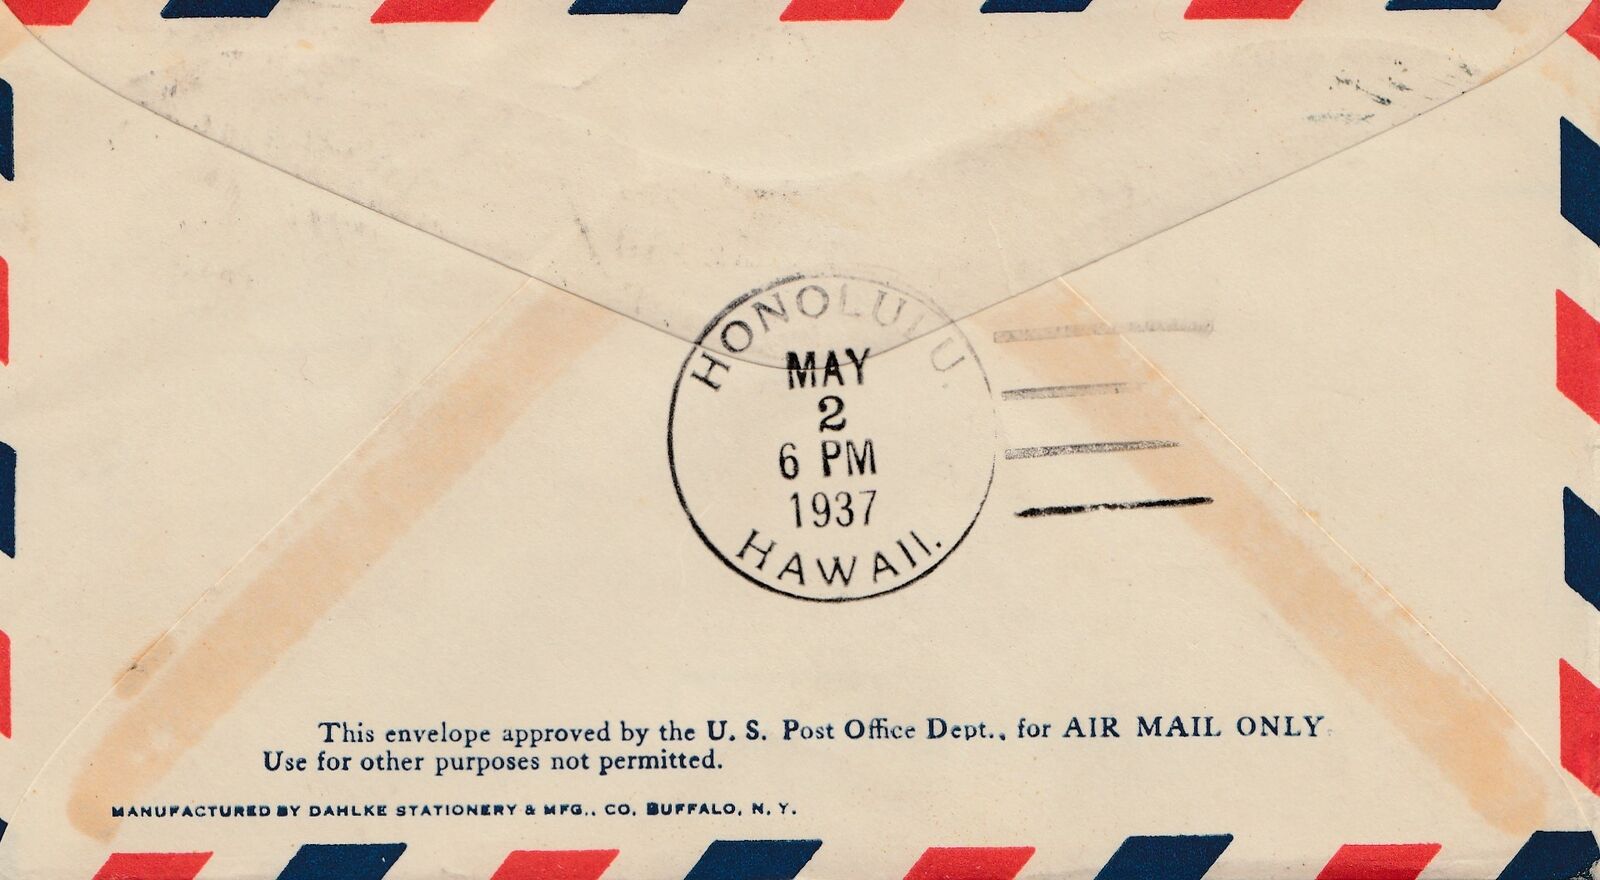 HONOLULU.
MAY
2
6 PM
1937
HAWAII.
This envelope approved by the U. S. Post Office Dept., for AIR MAIL ONLY.
Use for other purposes not permitted.
MANUFACTURED BY DAHLKE STATIONERY & MFG., CO. BUFFALO, N. Y.